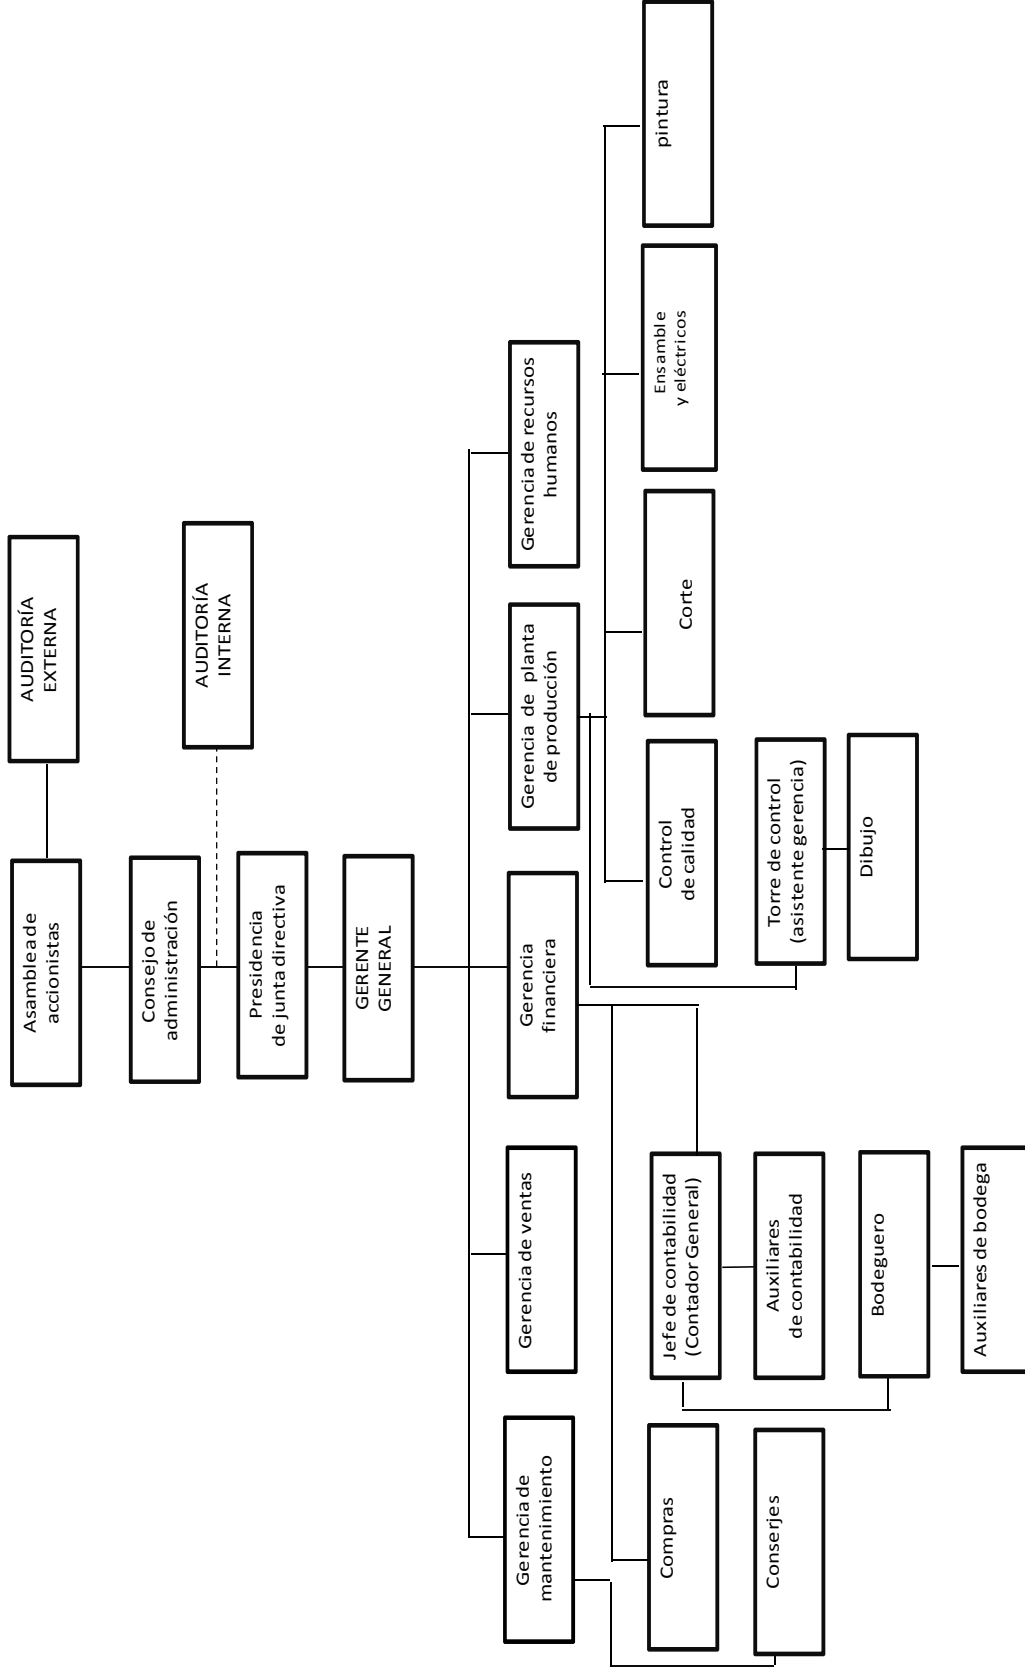 AUDITORÍA
EXTERNA
Asamblea de
accionistas
AUDITORÍA
INTERNA
Consejo de
administración
Presidencia
de junta directiva
GERENTE
GENERAL
Gerencia de
mantenimiento
Gerencia de ventas
Gerencia
financiera
Gerencia de planta
de producción
Gerencia de recursos
humanos
Compras
Jefe de contabilidad
(Contador General)
Control
de calidad
Corte
Ensamble
y eléctricos
pintura
Conserjes
Auxiliares
de contabilidad
Torre de control
(asistente gerencia)
Bodeguero
Dibujo
Auxiliares de bodega